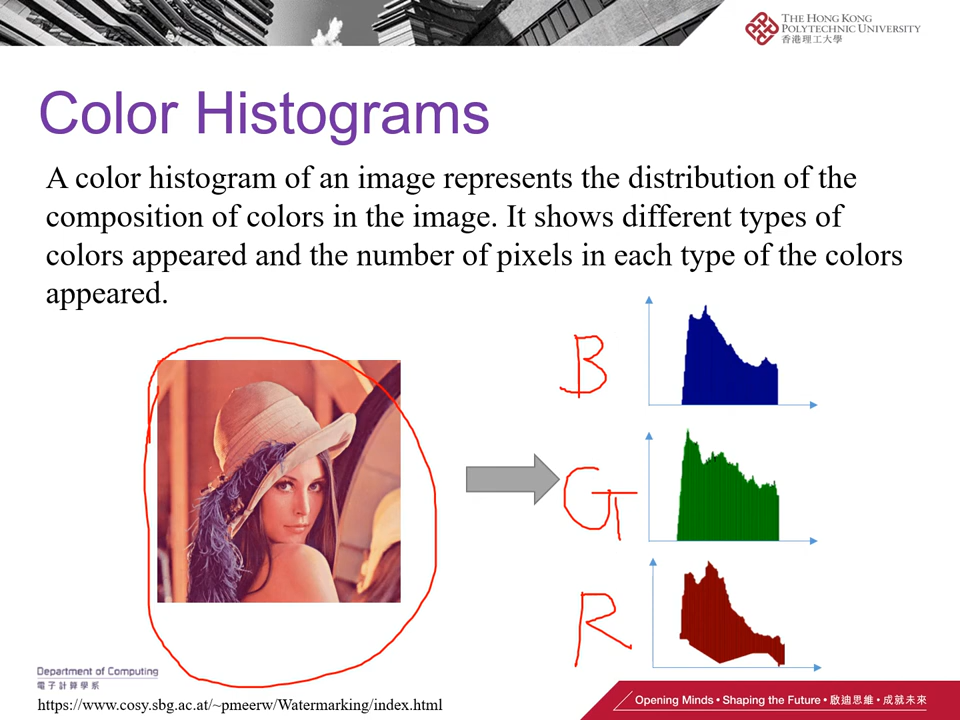 THE HONG KONG
POLYTECHNIC UNIVERSITY
香港理工大學
Color Histograms
A color histogram of an image represents the distribution of the
composition of colors in the image. It shows different types of
colors appeared and the number of pixels in each type of the colors
appeared.
B
G
R
Department of Computing
電子計算學系
https://www.cosy.sbg.ac.at/~pmeerw/Watermarking/index.html
Opening Minds • Shaping the Future • 啟迪思維 • 成就未來